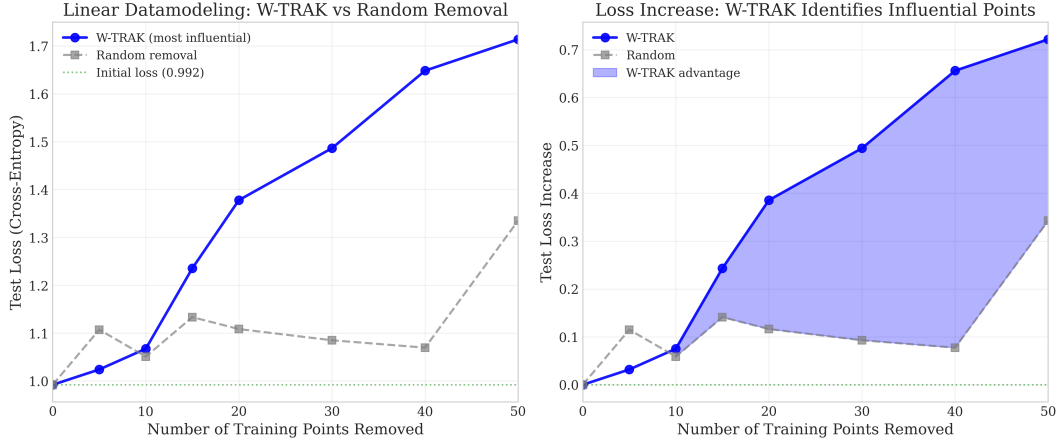 Linear Datamodeling: W-TRAK vs Random Removal
W-TRAK (most influential)
Random removal
Initial loss (0.992)
Test Loss (Cross-Entropy)
1.7
1.6
1.5
1.4
1.3
1.2
1.1
1.0
0 10 20 30 40 50
Number of Training Points Removed
Loss Increase: W-TRAK Identifies Influential Points
W-TRAK
Random
W-TRAK advantage
Test Loss Increase
0.7
0.6
0.5
0.4
0.3
0.2
0.1
0.0
0 10 20 30 40 50
Number of Training Points Removed